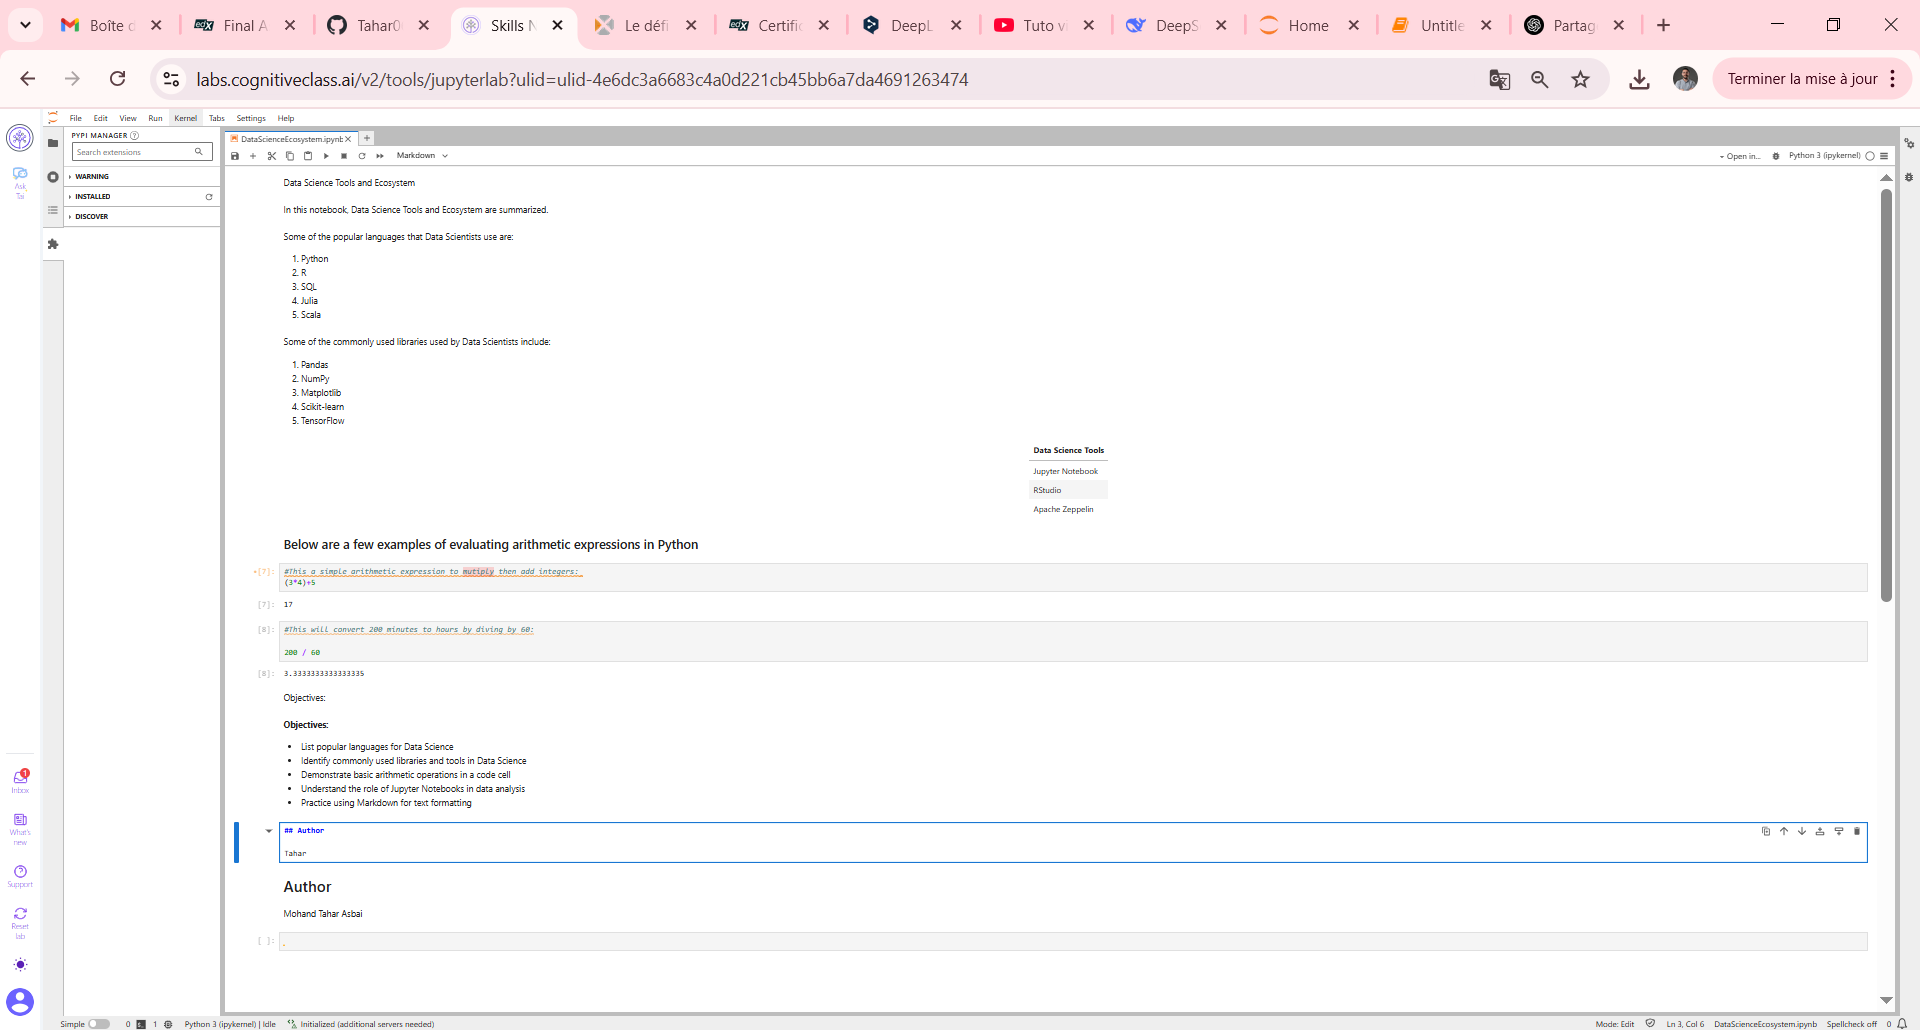 Boîte d
Final A
Tahar0
Skills N
Le défi
Certific
DeepL
Tuto vi
DeepS
Home
Untitle
Partag
labs.cognitiveclass.ai/v2/tools/jupyterlab?ulid=ulid-4e6dc3a6683c4a0d221cb45bb6a7da4691263474
Terminer la mise à jour
File Edit View Run Kernel Tabs Settings Help
PYPI MANAGER
Search extensions
WARNING
INSTALLED
DISCOVER
Ask
Tai
Inbox
1
What's
new
Support
Reset
lab
DataScienceEcosystem.ipynb
Markdown
Open in...
Python 3 (ipykernel)
Data Science Tools and Ecosystem
In this notebook, Data Science Tools and Ecosystem are summarized.
Some of the popular languages that Data Scientists use are:
1. Python
2. R
3. SQL
4. Julia
5. Scala
Some of the commonly used libraries used by Data Scientists include:
1. Pandas
2. NumPy
3. Matplotlib
4. Scikit-learn
5. TensorFlow
Data Science Tools
Jupyter Notebook
RStudio
Apache Zeppelin
Below are a few examples of evaluating arithmetic expressions in Python
[7]: #This a simple arithmetic expression to mutiply then add integers:
(3*4)+5
[7]: 17
[8]: #This will convert 200 minutes to hours by diving by 60:
200 / 60
[8]: 3.3333333333333335
Objectives:
Objectives:
• List popular languages for Data Science
• Identify commonly used libraries and tools in Data Science
• Demonstrate basic arithmetic operations in a code cell
• Understand the role of Jupyter Notebooks in data analysis
• Practice using Markdown for text formatting
## Author
Tahar
Author
Mohand Tahar Asbai
[ ]: .
Simple 0 1 Python 3 (ipykernel) | Idle Initialized (additional servers needed) Mode: Edit Ln 3, Col 6 DataScienceEcosystem.ipynb Spellcheck off 0